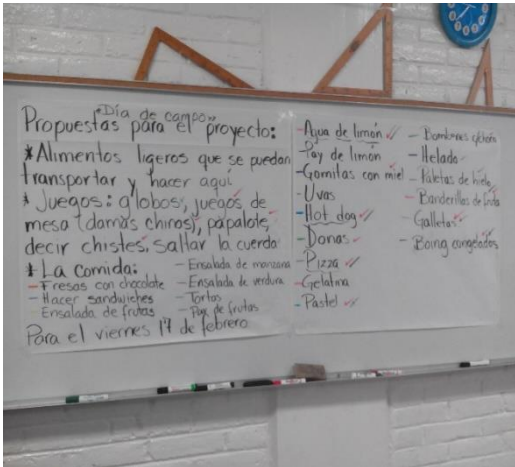 "Día de campo"
Propuestas para el proyecto:
* Alimentos ligeros que se puedan
transportar y hacer aquí
* Juegos: globos, juegos de
mesa (damas chinas), papalote,
decir chistes, saltar la cuerda
* La comida:
- Fresas con chocolate
- Hacer sandwiches
Ensalada de frutas
- Ensalada de manzana
- Ensalada de verdura
- Tortas
- Pay de frutas
Para el viernes 17 de febrero
- Agua de limón
- Pay de limón
- Gomitas con miel
- Uvas
- Hot dog
- Donas
- Pizza
- Gelatina
- Pastel
- Bombones
- Helado
- Paletas de hielo
- Banderillas de
- Galletas
- Boing congelados